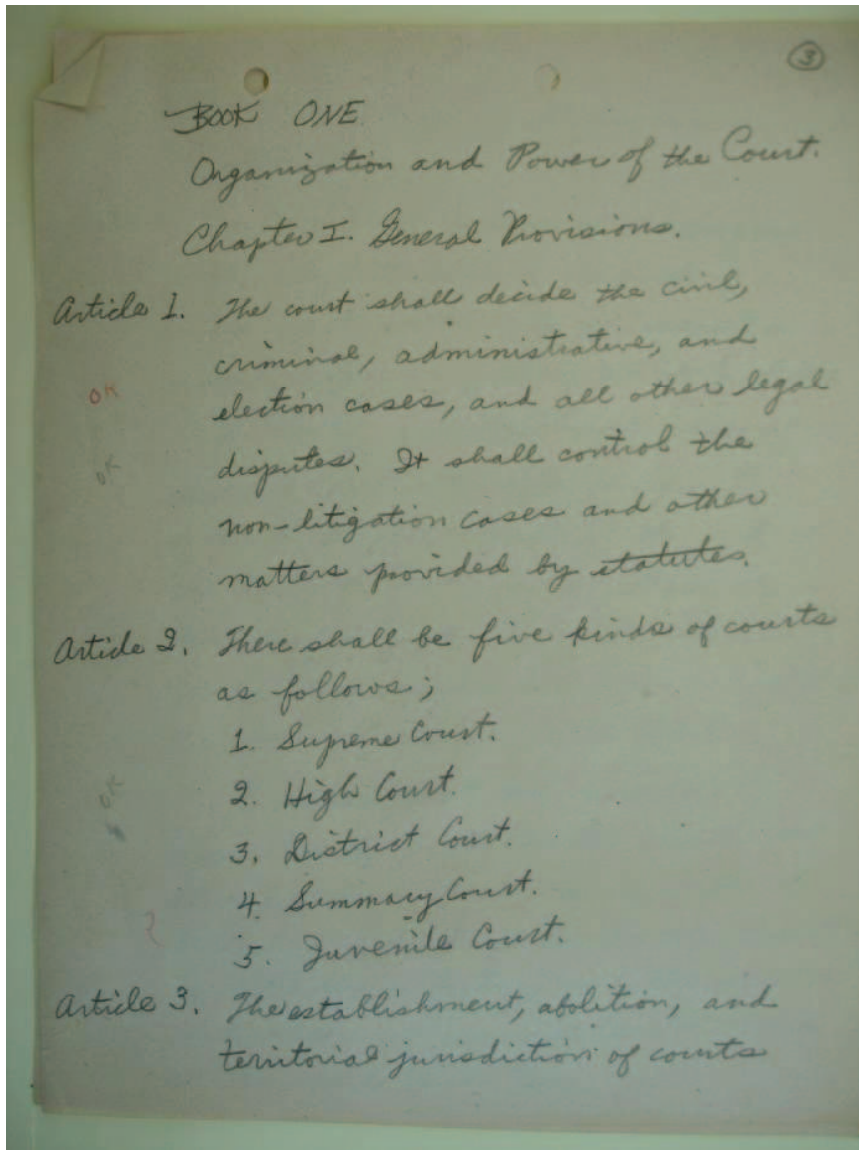 3
BOOK ONE
Organization and Power of the Court.
Chapter I. General Provisions.
Article 1. The court shall decide the civil,
criminal, administrative, and
OK
election cases, and all other legal
OK
disputes. It shall control the
non-litigation cases and other
matters provided by statutes.
Article 2. There shall be five kinds of courts
as follows;
1. Supreme Court.
OK
2. High Court.
3. District Court.
4. Summary Court.
?
5. Juvenile Court.
Article 3. The establishment, abolition, and
territorial jurisdiction of courts